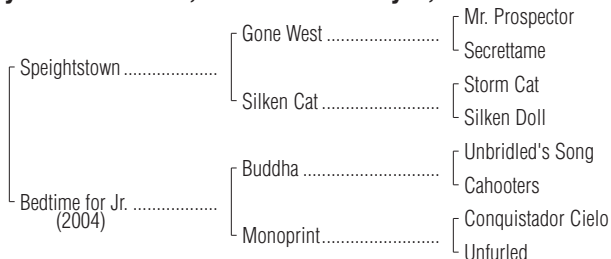 Mr. Prospector
Gone West
Secrettame
Speightstown
Storm Cat
Silken Cat
Silken Doll
Unbridled's Song
Buddha
Cahooters
Bedtime for Jr.
(2004)
Conquistador Cielo
Monoprint
Unfurled